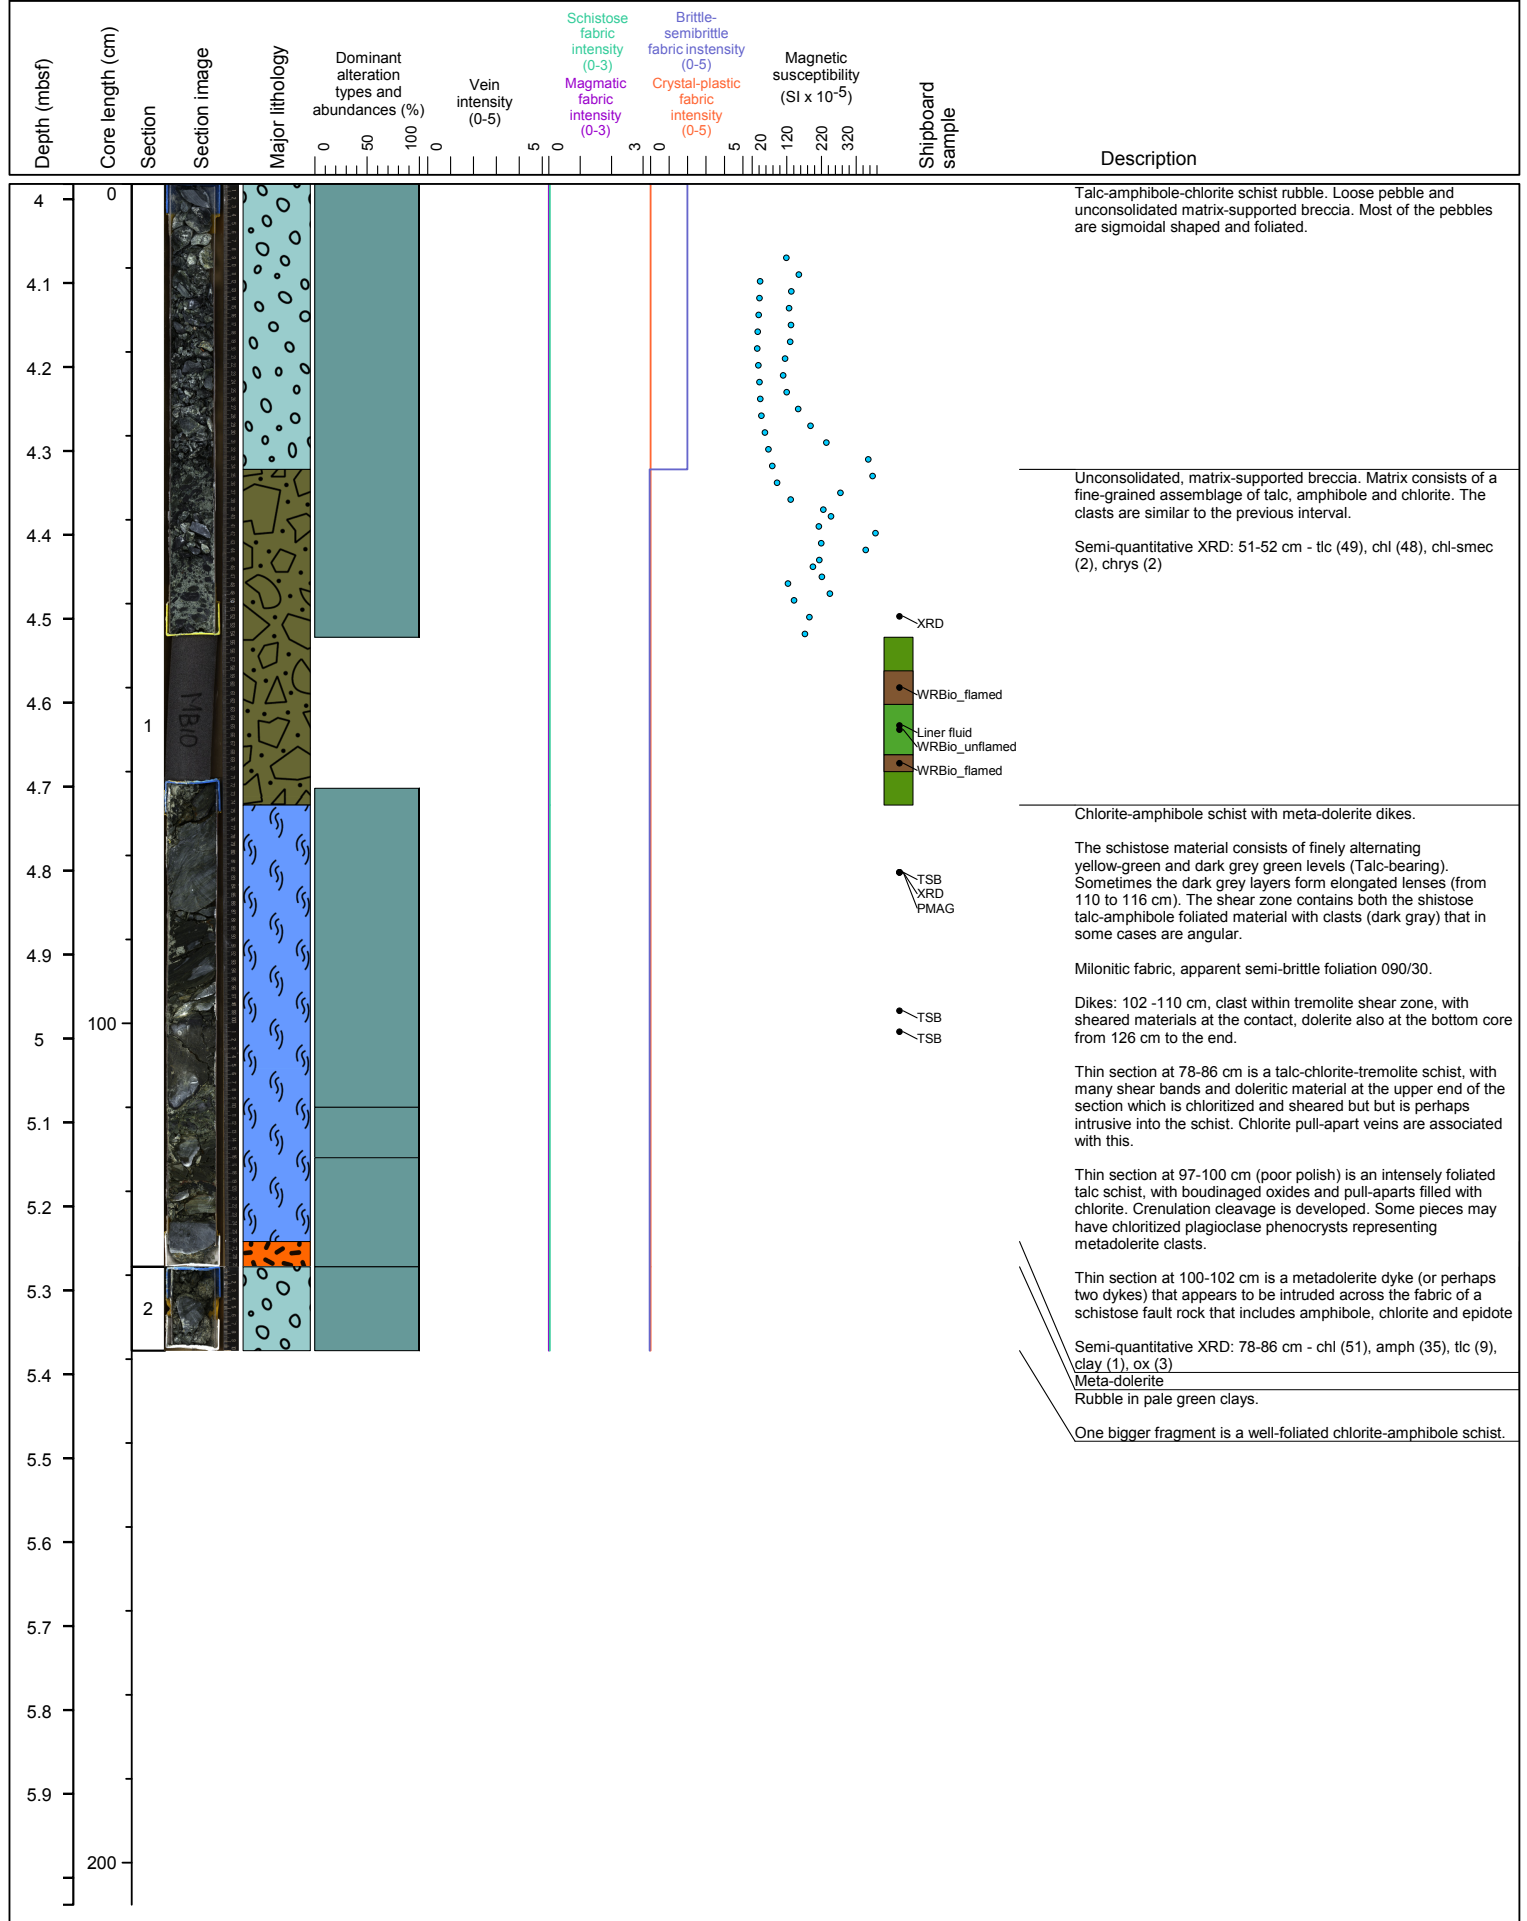 Depth (mbsf)
Core length (cm)
Section
Section image
Major lithology
Dominant
alteration
types and
abundances (%)
0
50
100
Vein
intensity
(0-5)
0
5
Schistose
fabric
intensity
(0-3)
Magmatic
fabric
intensity
(0-3)
0
3
Brittle-
semibrittle
fabric instensity
(0-5)
Crystal-plastic
fabric
intensity
(0-5)
0
5
Magnetic
susceptibility
(SI x 10-5)
20
120
220
320
Shipboard
sample
Description
4
4.1
4.2
4.3
4.4
4.5
4.6
4.7
4.8
4.9
5
5.1
5.2
5.3
5.4
5.5
5.6
5.7
5.8
5.9
0
100
200
1
2
MBIO
XRD
WRBio_flamed
Liner fluid
WRBio_unflamed
WRBio_flamed
TSB
XRD
PMAG
TSB
TSB
Talc-amphibole-chlorite schist rubble. Loose pebble and
unconsolidated matrix-supported breccia. Most of the pebbles
are sigmoidal shaped and foliated.
Unconsolidated, matrix-supported breccia. Matrix consists of a
fine-grained assemblage of talc, amphibole and chlorite. The
clasts are similar to the previous interval.
Semi-quantitative XRD: 51-52 cm - tlc (49), chl (48), chl-smec
(2), chrys (2)
Chlorite-amphibole schist with meta-dolerite dikes.
The schistose material consists of finely alternating
yellow-green and dark grey green levels (Talc-bearing).
Sometimes the dark grey layers form elongated lenses (from
110 to 116 cm). The shear zone contains both the shistose
talc-amphibole foliated material with clasts (dark gray) that in
some cases are angular.
Milonitic fabric, apparent semi-brittle foliation 090/30.
Dikes: 102 -110 cm, clast within tremolite shear zone, with
sheared materials at the contact, dolerite also at the bottom core
from 126 cm to the end.
Thin section at 78-86 cm is a talc-chlorite-tremolite schist, with
many shear bands and doleritic material at the upper end of the
section which is chloritized and sheared but but is perhaps
intrusive into the schist. Chlorite pull-apart veins are associated
with this.
Thin section at 97-100 cm (poor polish) is an intensely foliated
talc schist, with boudinaged oxides and pull-aparts filled with
chlorite. Crenulation cleavage is developed. Some pieces may
have chloritized plagioclase phenocrysts representing
metadolerite clasts.
Thin section at 100-102 cm is a metadolerite dyke (or perhaps
two dykes) that appears to be intruded across the fabric of a
schistose fault rock that includes amphibole, chlorite and epidote
Semi-quantitative XRD: 78-86 cm - chl (51), amph (35), tlc (9),
clay (1), ox (3)
Meta-dolerite
Rubble in pale green clays.
One bigger fragment is a well-foliated chlorite-amphibole schist.